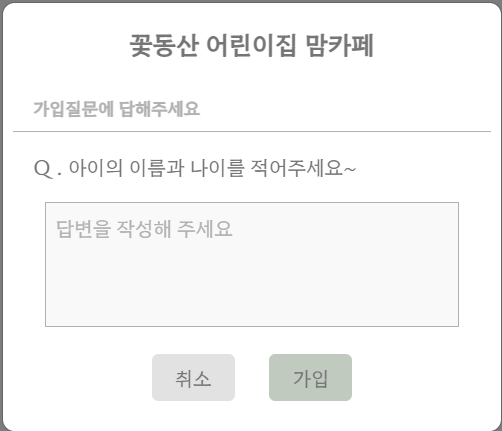 꽃동산 어린이집 맘카페
가입질문에 답해주세요
Q . 아이의 이름과 나이를 적어주세요~
답변을 작성해 주세요
취소 가입